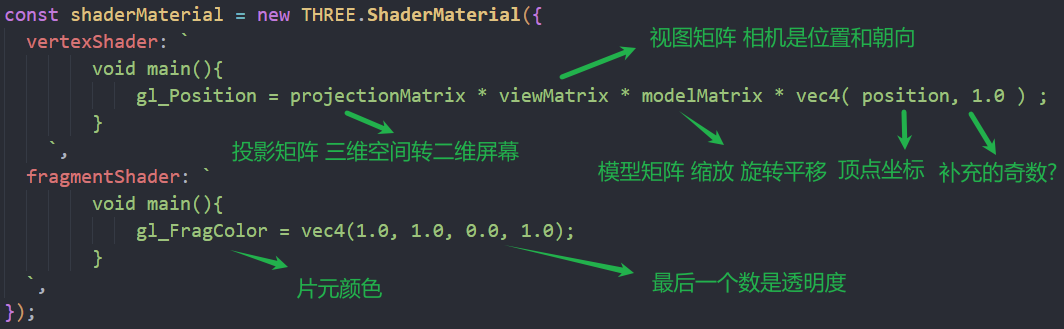 const shaderMaterial = new THREE.ShaderMaterial({
vertexShader: `
视图矩阵 相机是位置和朝向
void main(){
gl_Position = projectionMatrix * viewMatrix * modelMatrix * vec4( position, 1.0 ) ;
}
投影矩阵 三维空间转二维屏幕
`,
模型矩阵 缩放 旋转平移 顶点坐标 补充的奇数?
fragmentShader: `
void main(){
gl_FragColor = vec4(1.0, 1.0, 0.0, 1.0);
}
片元颜色
最后一个数是透明度
`,
});